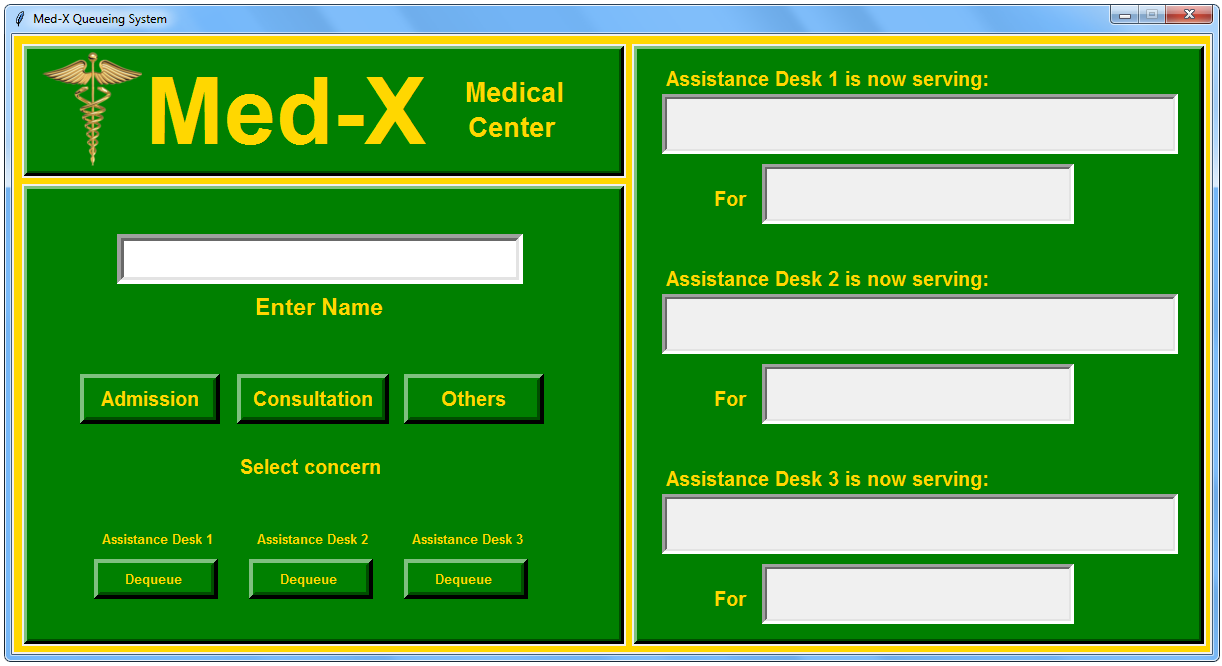 Med-X Queueing System
Med-X
Medical
Center
Enter Name
Admission Consultation Others
Select concern
Assistance Desk 1 Assistance Desk 2 Assistance Desk 3
Dequeue Dequeue Dequeue
Assistance Desk 1 is now serving:
For
Assistance Desk 2 is now serving:
For
Assistance Desk 3 is now serving:
For